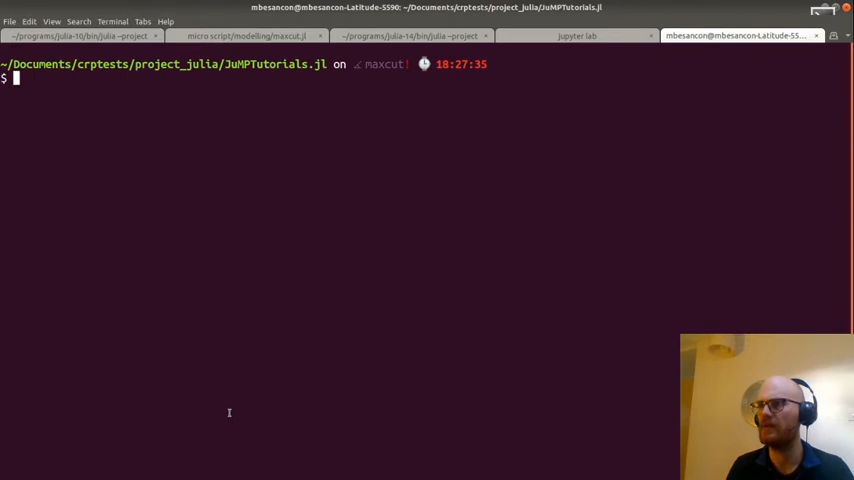 mbesancon@mbesancon-Latitude-5590: ~/Documents/crptests/project_julia/JuMPTutorials.jl
File Edit View Search Terminal Tabs Help
~/programs/julia-10/bin/julia --project × micro script/modelling/maxcut.jl × ~/programs/julia-14/bin/julia --project × jupyter lab × mbesancon@mbesancon-Latitude-55... ×
~/Documents/crptests/project_julia/JuMPTutorials.jl on maxcut! 18:27:35
$